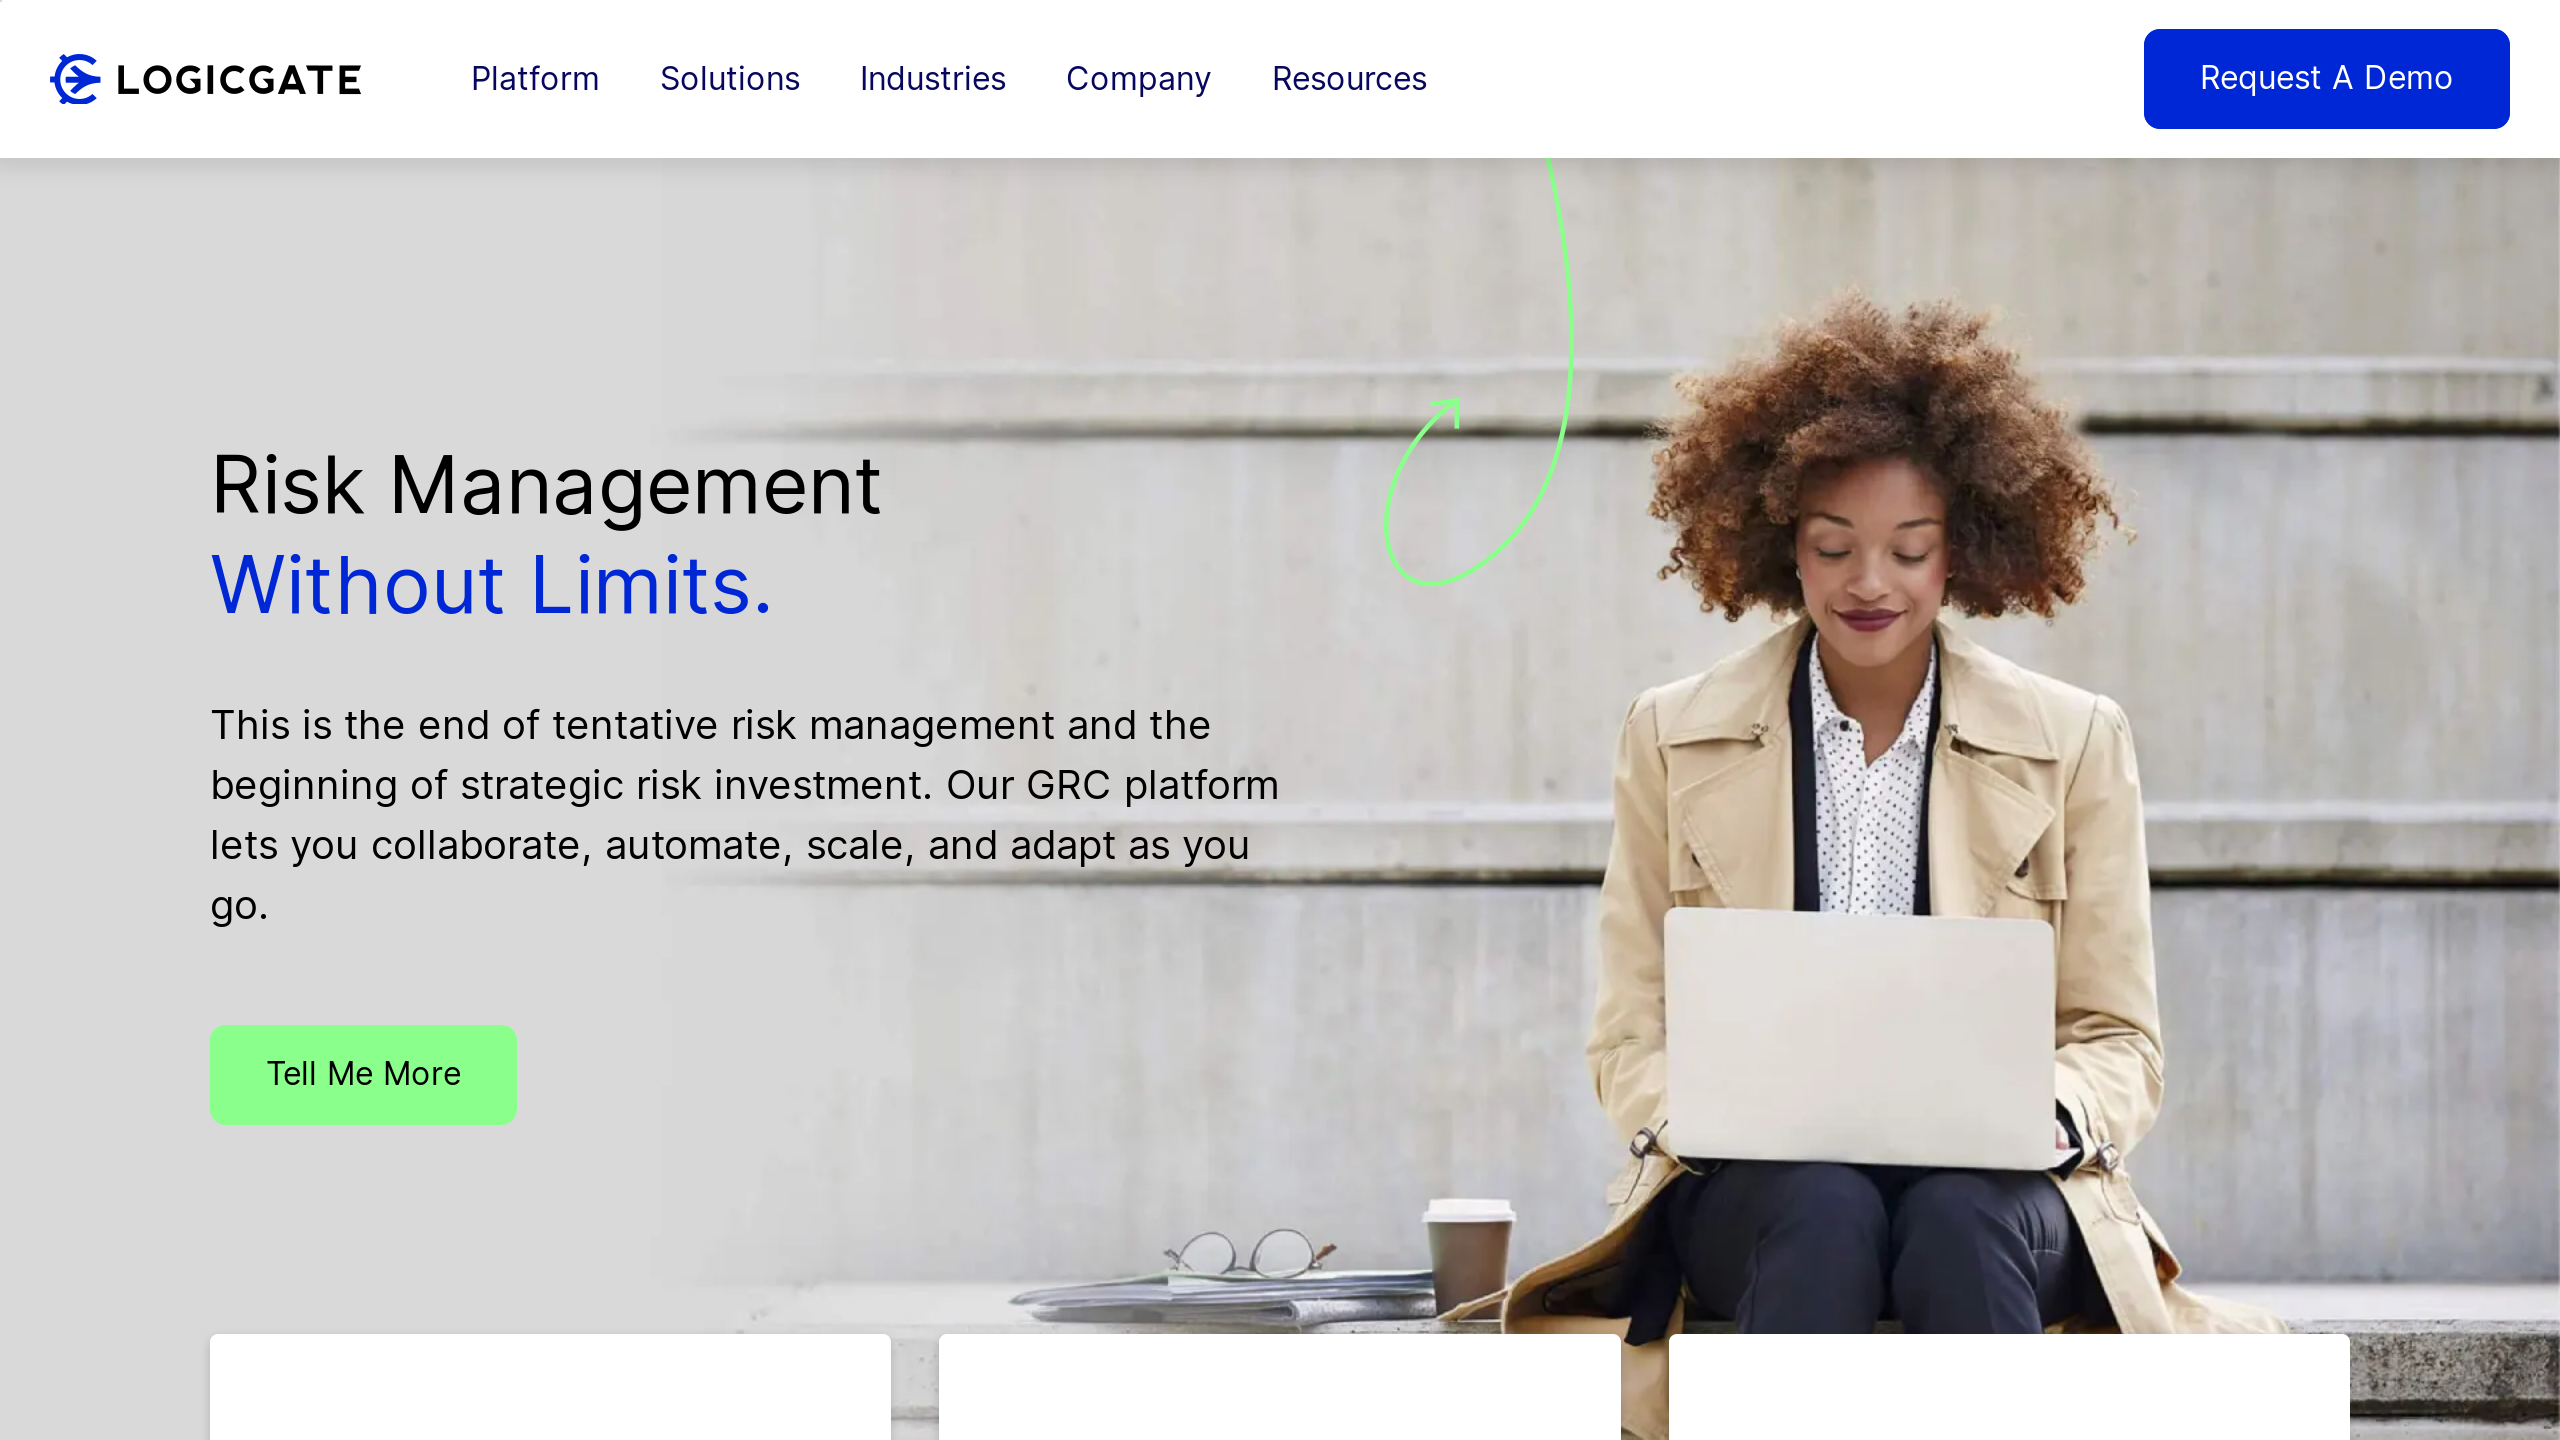 LOGICGATE
Platform
Solutions
Industries
Company
Resources
Request A Demo
Risk Management
Without Limits.
This is the end of tentative risk management and the
beginning of strategic risk investment. Our GRC platform
lets you collaborate, automate, scale, and adapt as you
go.
Tell Me More